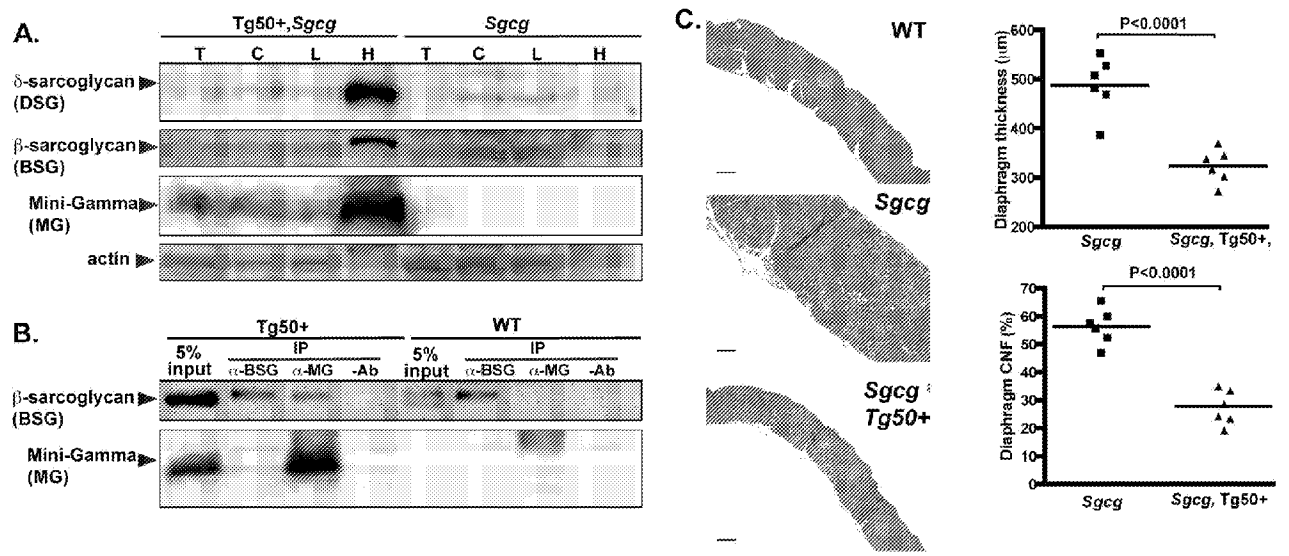 A.
Tg50+,Sgcg Sgcg
T C L H T C L H
δ-sarcoglycan
(DSG)
β-sarcoglycan
(BSG)
Mini-Gamma
(MG)
actin
B.
Tg50+ WT
5% input IP 5% input IP
α-BSG α-MG -Ab α-BSG α-MG -Ab
β-sarcoglycan
(BSG)
Mini-Gamma
(MG)
C.
WT
Sgcg
Sgcg
Tg50+
P<0.0001
Diaphragm thickness (μm)
600
500
400
300
200
Sgcg Sgcg, Tg50+,
P<0.0001
Diaphragm CNF (%)
70
60
50
40
30
20
10
0
Sgcg Sgcg, Tg50+